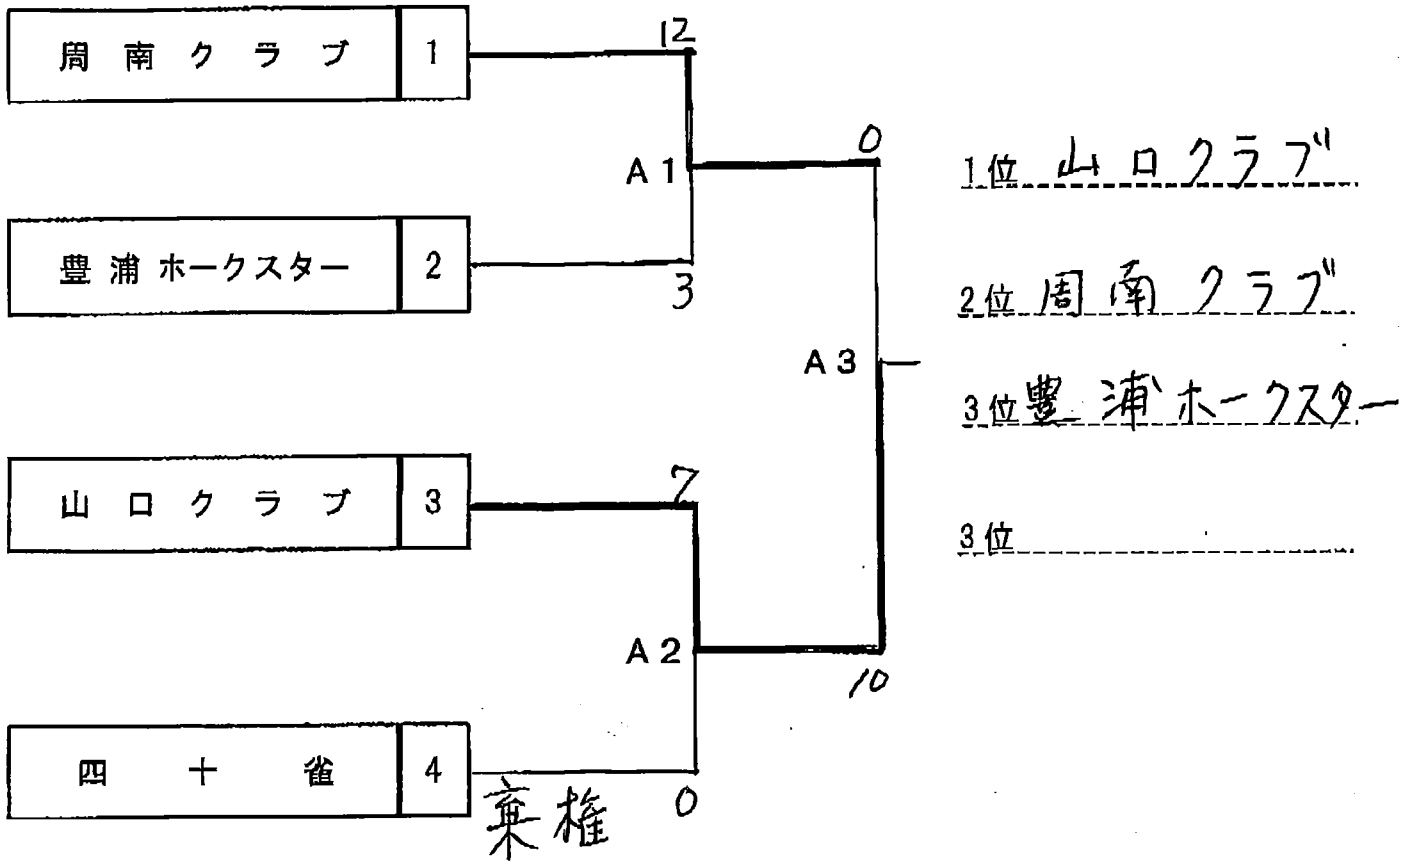 周南クラブ 1
12
A1
0
豊浦ホークスター 2
3
山口クラブ 3
7
A2
10
四十雀 4
棄権
0
A3
1位 山口クラブ
2位 周南クラブ
3位 豊浦ホークスター
3位